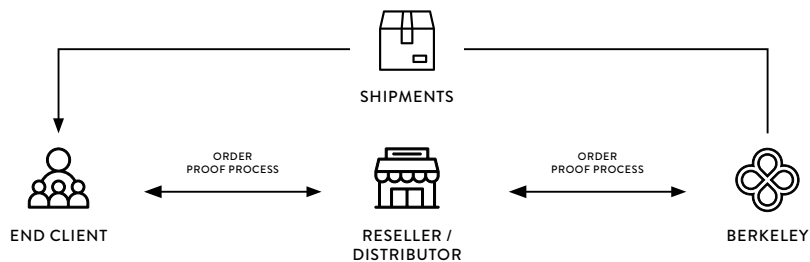 SHIPMENTS
ORDER
PROOF PROCESS
ORDER
PROOF PROCESS
END CLIENT
RESELLER /
DISTRIBUTOR
BERKELEY